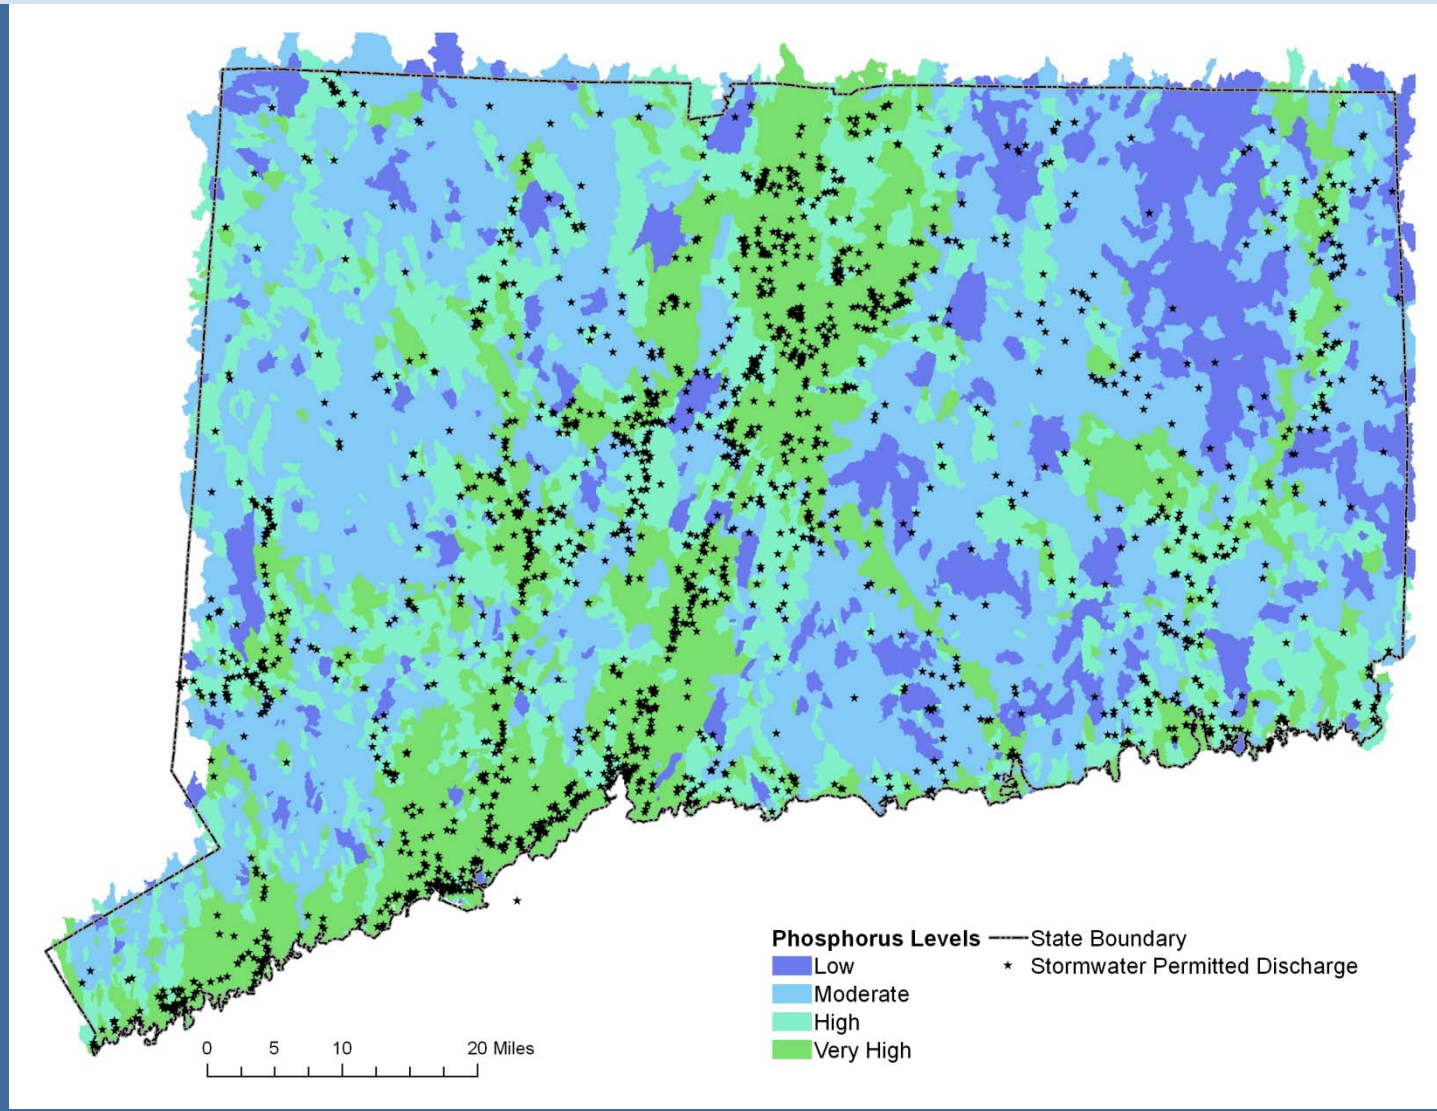 Phosphorus Levels
State Boundary
Low
Stormwater Permitted Discharge
Moderate
High
Very High
0 5 10 20 Miles